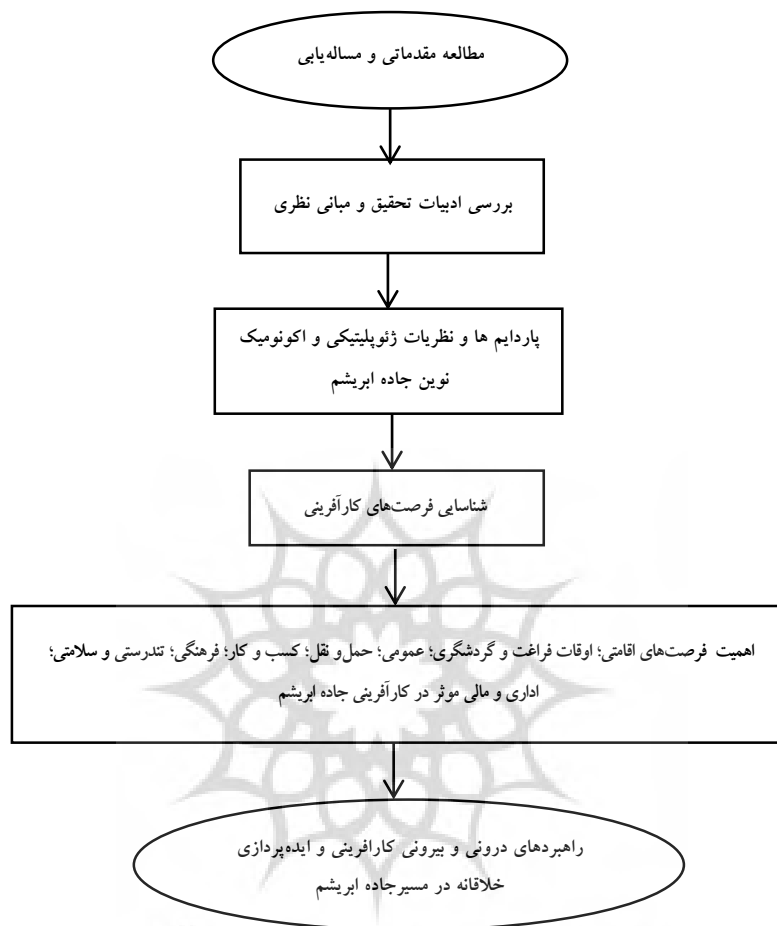 مطالعه مقدماتی و مساله‌یابی
بررسی ادبیات تحقیق و مبانی نظری
پاردایم ها و نظریات ژئوپلیتیکی و اکونومیک
نوین جاده ابریشم
شناسایی فرصت‌های کارآفرینی
اهمیت فرصت‌های اقامتی؛ اوقات فراغت و گردشگری؛ عمومی؛ حمل‌و نقل؛ کسب و کار؛ فرهنگی؛ تندرستی و سلامتی؛
اداری و مالی موثر در کارآفرینی جاده ابریشم
راهبردهای درونی و بیرونی کارافرینی و ایده‌پردازی
خلاقانه در مسیرجاده ابریشم